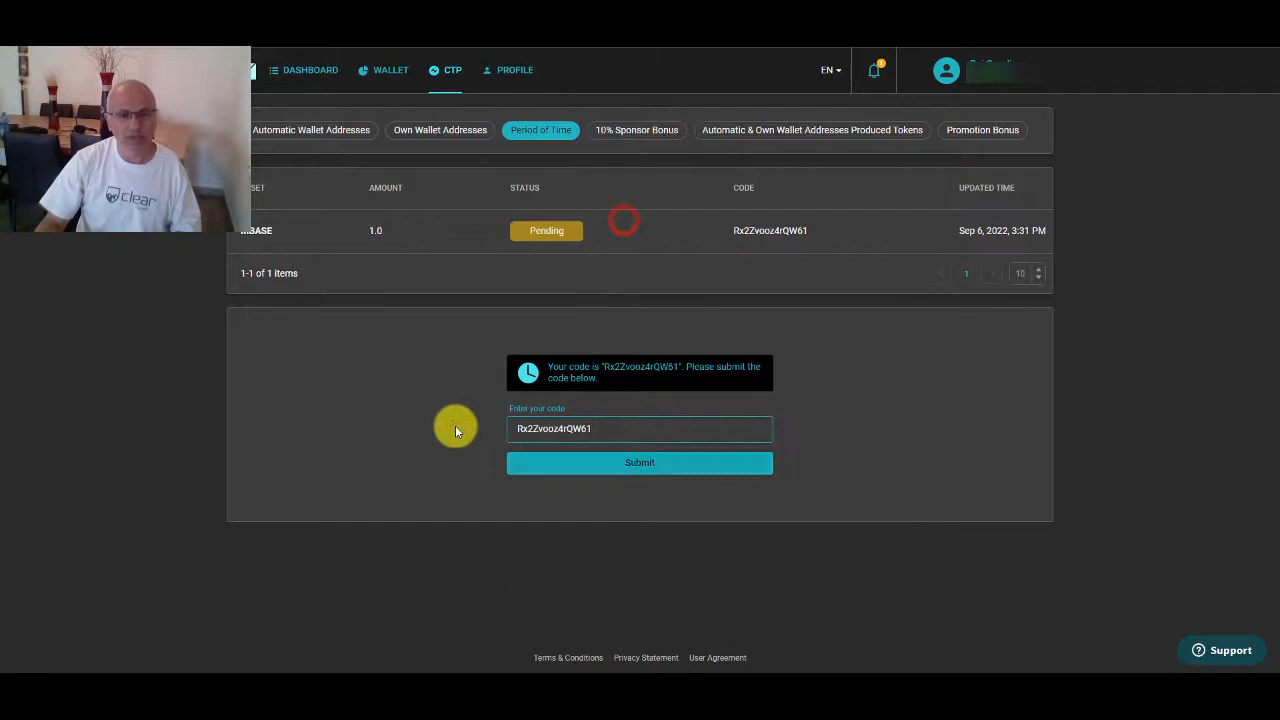 DASHBOARD WALLET CTP PROFILE EN 1
Automatic Wallet Addresses Own Wallet Addresses Period of Time 10% Sponsor Bonus Automatic & Own Wallet Addresses Produced Tokens Promotion Bonus
clear
SET AMOUNT STATUS CODE UPDATED TIME
MBASE 1.0 Pending Rx2Zvooz4rQW61 Sep 6, 2022, 3:31 PM
1-1 of 1 items 1 10
Your code is "Rx2Zvooz4rQW61". Please submit the
code below.
Enter your code
Rx2Zvooz4rQW61
Submit
Terms & Conditions Privacy Statement User Agreement
Support